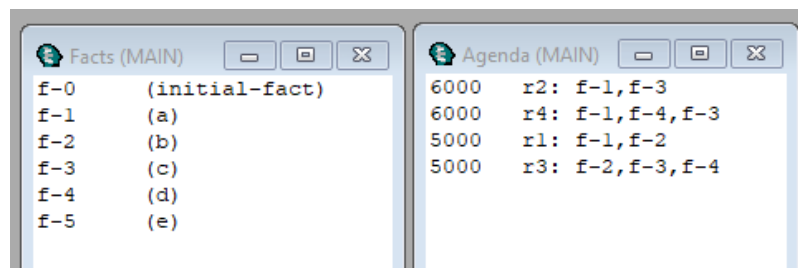 Facts (MAIN)
f-0 (initial-fact)
f-1 (a)
f-2 (b)
f-3 (c)
f-4 (d)
f-5 (e)
Agenda (MAIN)
6000 r2: f-1,f-3
6000 r4: f-1,f-4,f-3
5000 r1: f-1,f-2
5000 r3: f-2,f-3,f-4